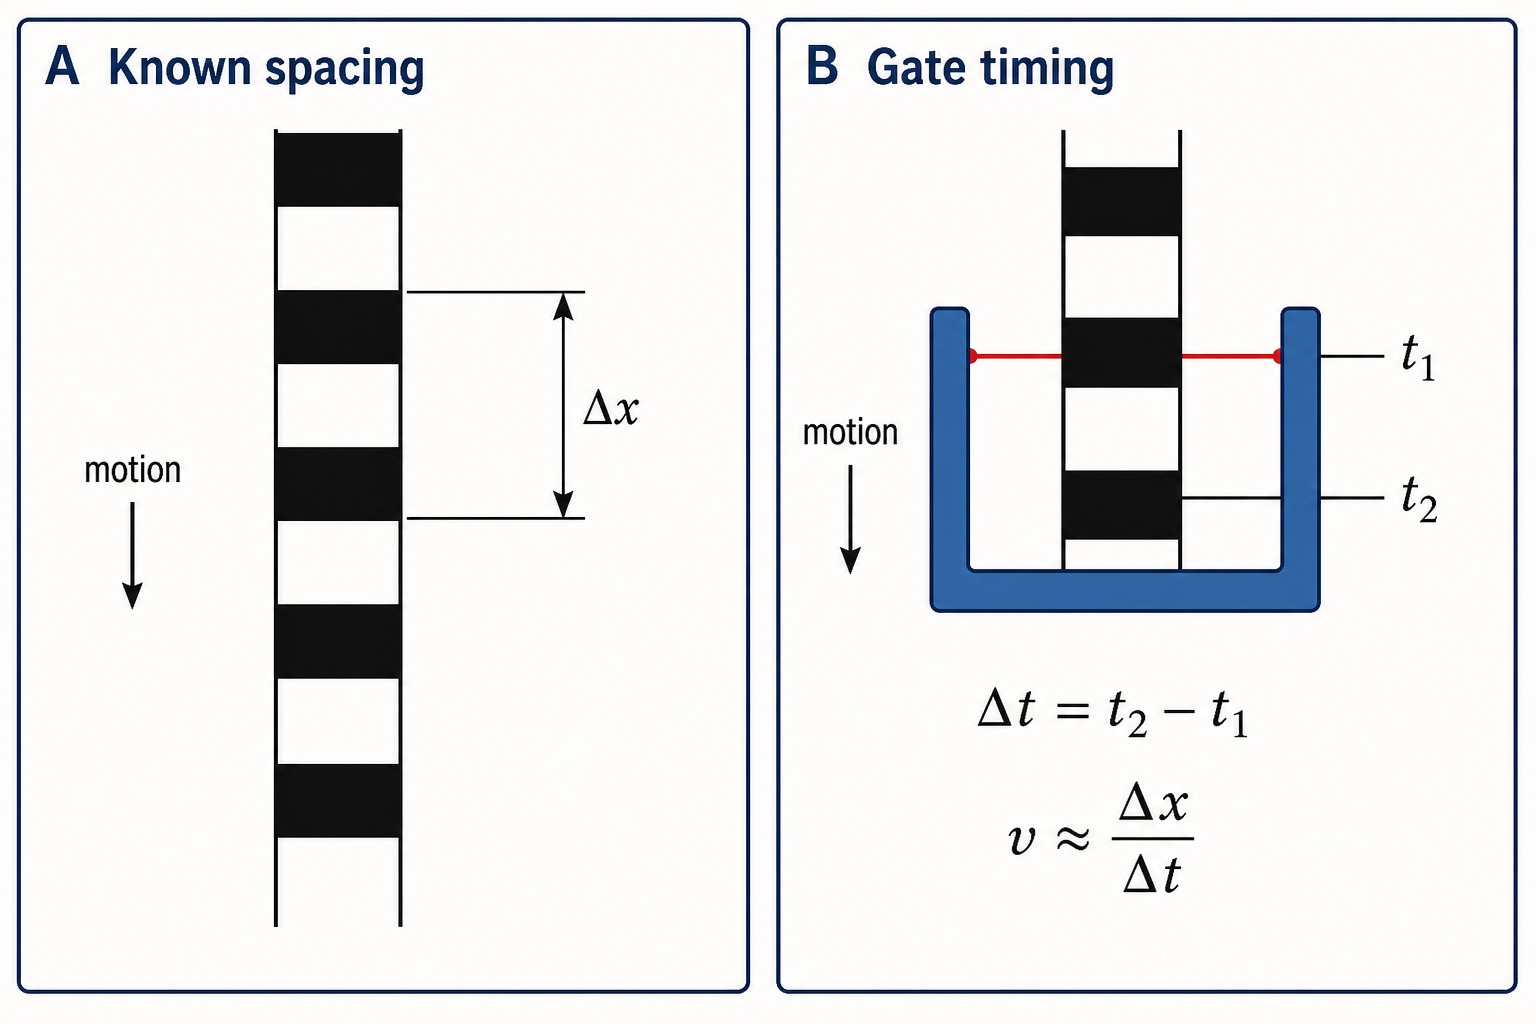 A Known spacing
Δx
motion
B Gate timing
t₁
motion
t₂
Δt = t₂ − t₁
v ≈ Δx/Δt